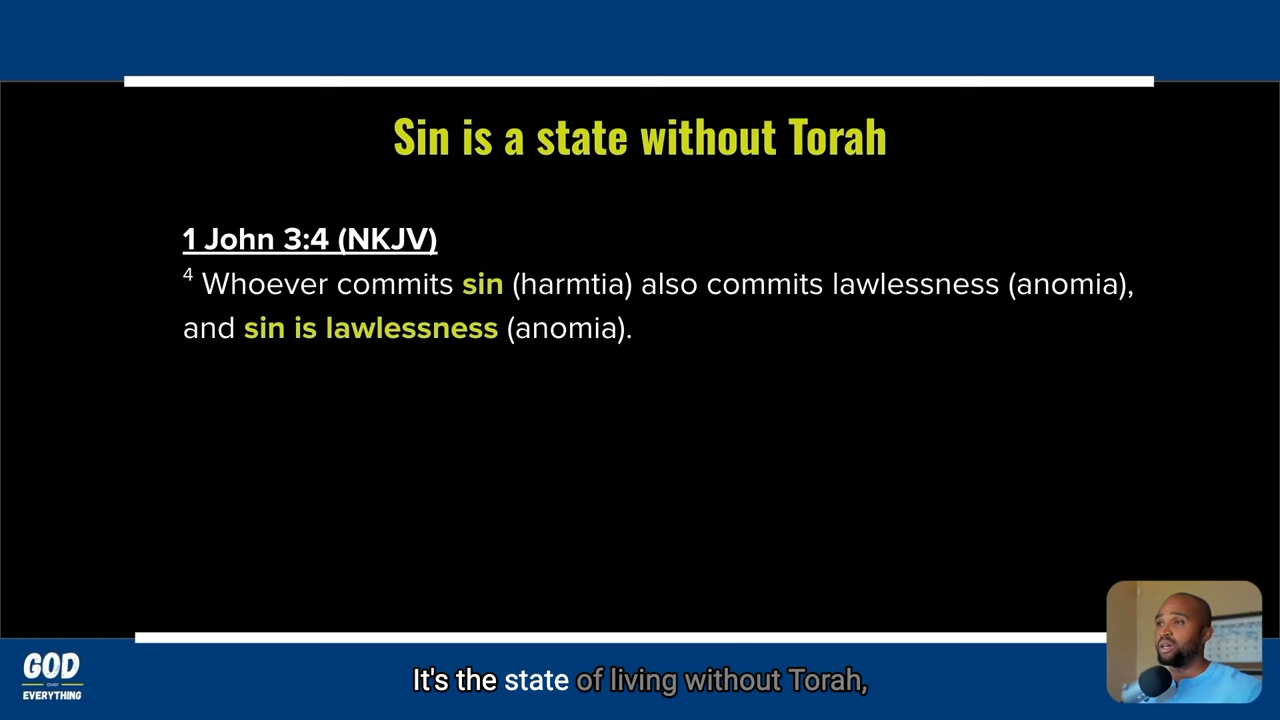 Sin is a state without Torah
1 John 3:4 (NKJV)
4 Whoever commits sin (harmtia) also commits lawlessness (anomia),
and sin is lawlessness (anomia).
GOD
over
EVERYTHING
It's the state of living without Torah,